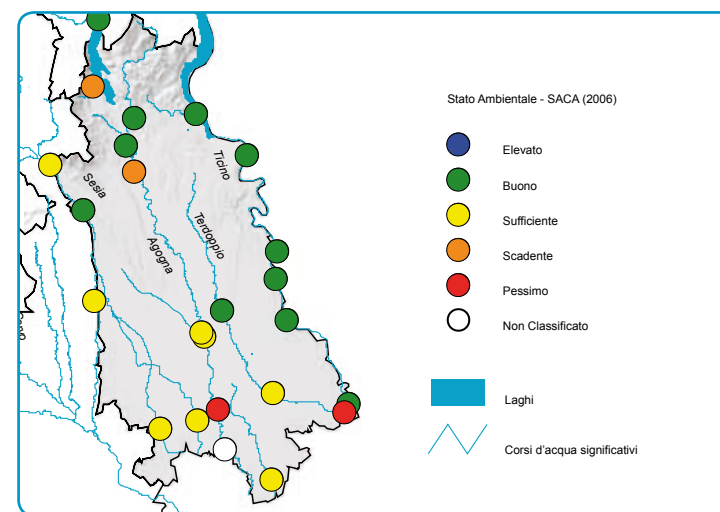 Stato Ambientale - SACA (2006)
Elevato
Buono
Sufficiente
Scadente
Pessimo
Non Classificato
Laghi
Corsi d'acqua significativi
Ticino
Sesia
Terdoppio
Agogna